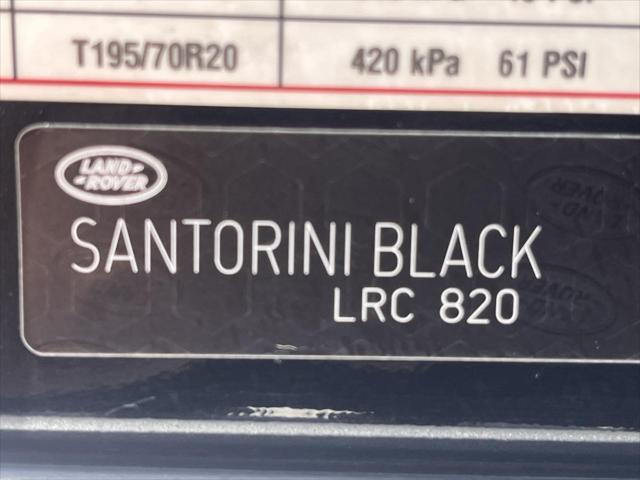 T195/70R20 420 kPa 61 PSI
LAND-
-ROVER
SANTORINI BLACK
LRC 820